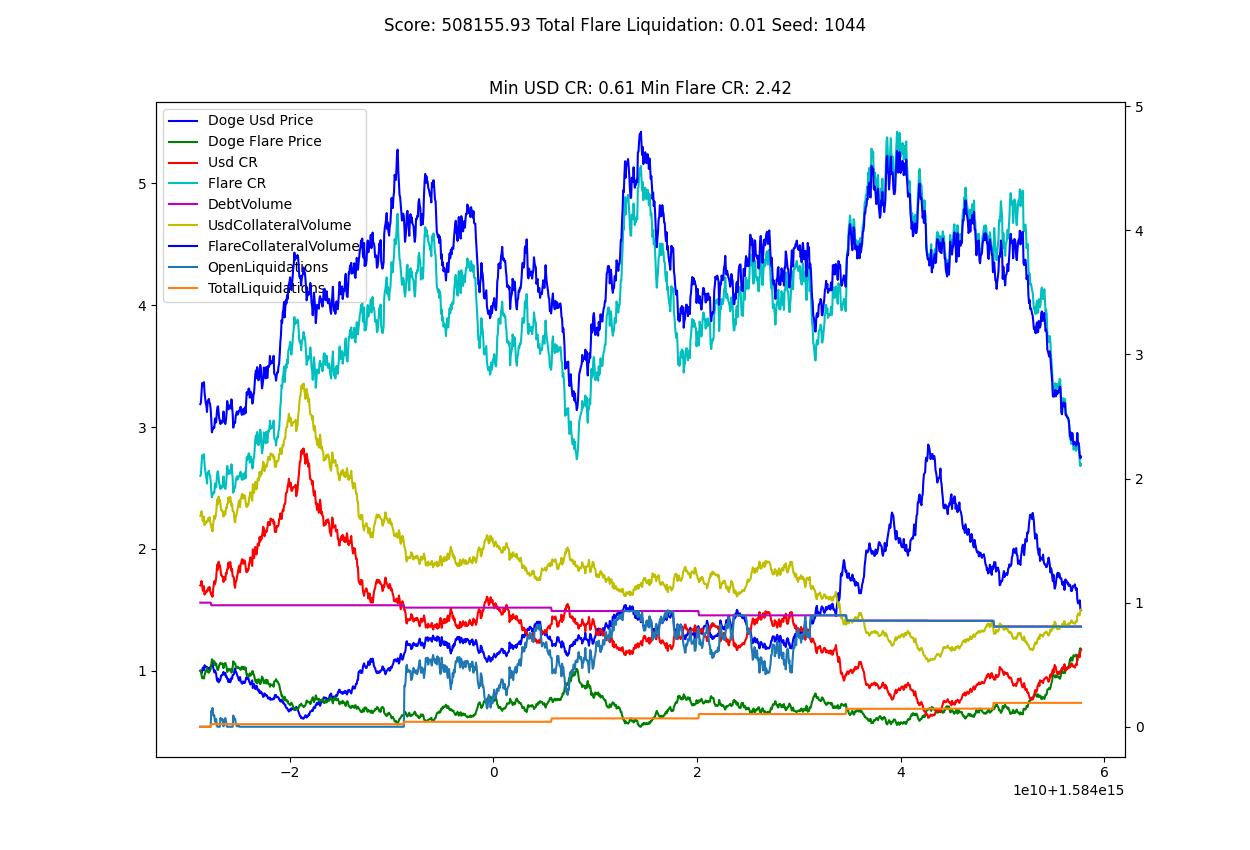 Score: 508155.93 Total Flare Liquidation: 0.01 Seed: 1044
Min USD CR: 0.61 Min Flare CR: 2.42
Doge Usd Price
Doge Flare Price
Usd CR
Flare CR
DebtVolume
UsdCollateralVolume
FlareCollateralVolume
OpenLiquidations
TotalLiquidations
5
4
3
2
1
5
4
3
2
1
0
−2
0
2
4
6
1e10+1.584e15